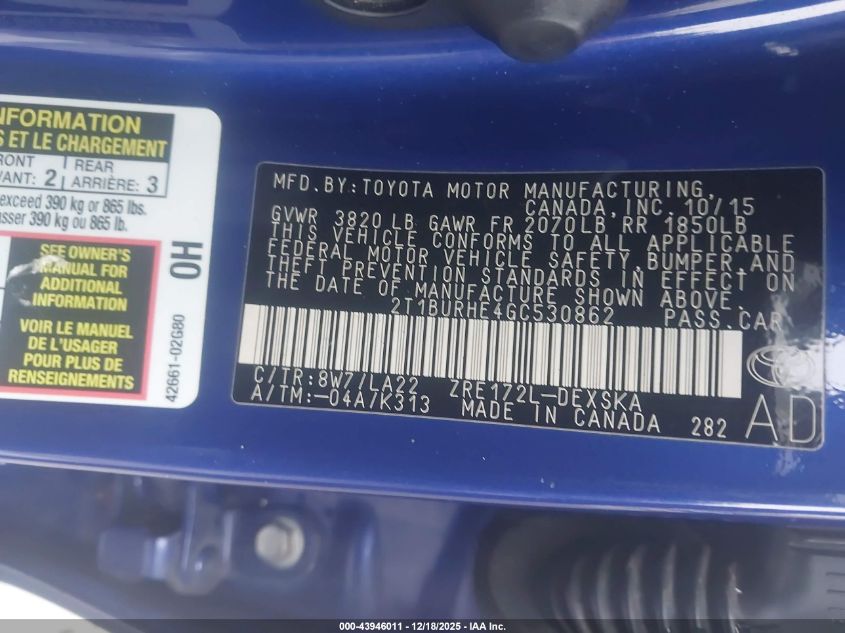 NFORMATION
S ET LE CHARGEMENT
RONT
VANT: 2
REAR
ARRIÈRE: 3
exceed 390 kg or 865 lbs.
asser 390 kg ou 865 lb.
SEE OWNER'S
MANUAL FOR
ADDITIONAL
INFORMATION
VOIR LE MANUEL
DE L'USAGER
POUR PLUS DE
RENSEIGNEMENTS
0H
42661-02G80
MFD.BY:TOYOTA MOTOR MANUFACTURING,
CANADA, INC. 10/15
GVWR 3820 LB GAWR FR 2070LB RR 1850LB
THIS VEHICLE CONFORMS TO ALL APPLICABLE
FEDERAL MOTOR VEHICLE SAFETY,BUMPER,AND
THEFT PREVENTION STANDARDS IN EFFECT ON
THE DATE OF MANUFACTURE SHOWN ABOVE.
2T1BURHE4GC530862 PASS.CAR
C/TR:8W7/LA22 ZRE172L-DEXSKA
A/TM:-04A/K313 MADE IN CANADA 282
AD
000-43946011 - 12/18/2025 - IAA Inc.